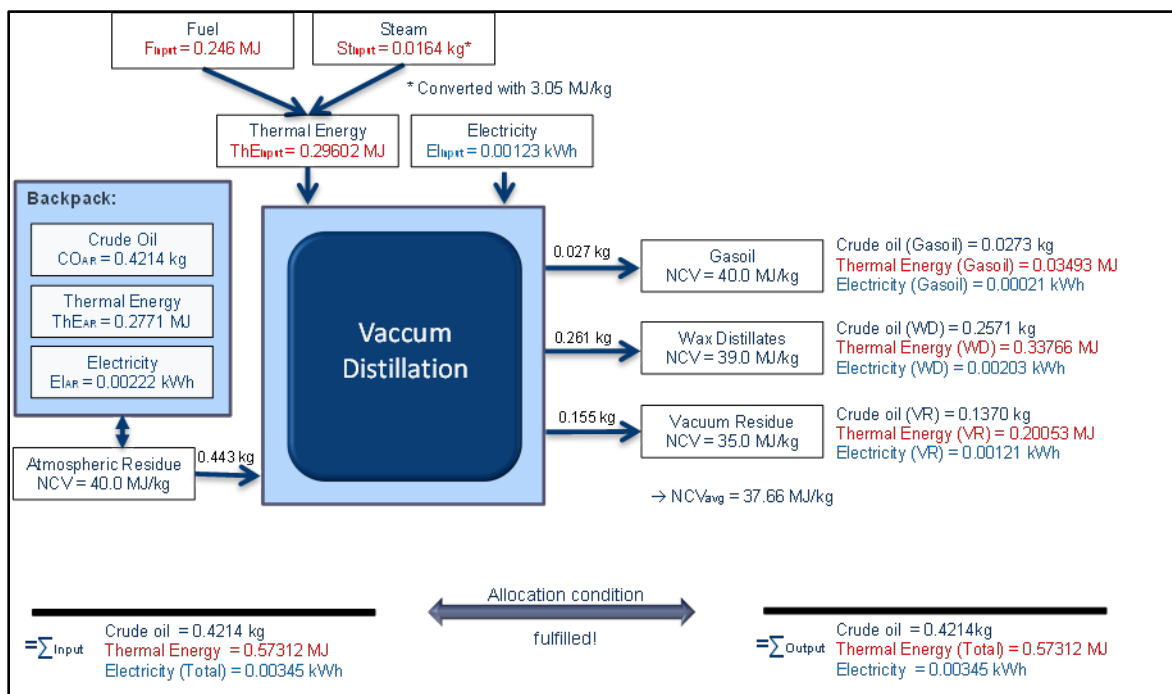 Fuel
FInput = 0.246 MJ
Steam
StInput = 0.0164 kg*
* Converted with 3.05 MJ/kg
Thermal Energy
ThEInput = 0.29602 MJ
Electricity
ElInput = 0.00123 kWh
Backpack:
Crude Oil
COAR = 0.4214 kg
Thermal Energy
ThEAR = 0.2771 MJ
Electricity
ElAR = 0.00222 kWh
Atmospheric Residue
NCV = 40.0 MJ/kg
0.443 kg
Vaccum
Distillation
0.027 kg
Gasoil
NCV = 40.0 MJ/kg
Crude oil (Gasoil) = 0.0273 kg
Thermal Energy (Gasoil) = 0.03493 MJ
Electricity (Gasoil) = 0.00021 kWh
0.261 kg
Wax Distillates
NCV = 39.0 MJ/kg
Crude oil (WD) = 0.2571 kg
Thermal Energy (WD) = 0.33766 MJ
Electricity (WD) = 0.00203 kWh
0.155 kg
Vacuum Residue
NCV = 35.0 MJ/kg
Crude oil (VR) = 0.1370 kg
Thermal Energy (VR) = 0.20053 MJ
Electricity (VR) = 0.00121 kWh
→ NCVavg = 37.66 MJ/kg
=∑Input
Crude oil = 0.4214 kg
Thermal Energy = 0.57312 MJ
Electricity (Total) = 0.00345 kWh
Allocation condition
fulfilled!
=∑Output
Crude oil = 0.4214kg
Thermal Energy (Total) = 0.57312 MJ
Electricity = 0.00345 kWh